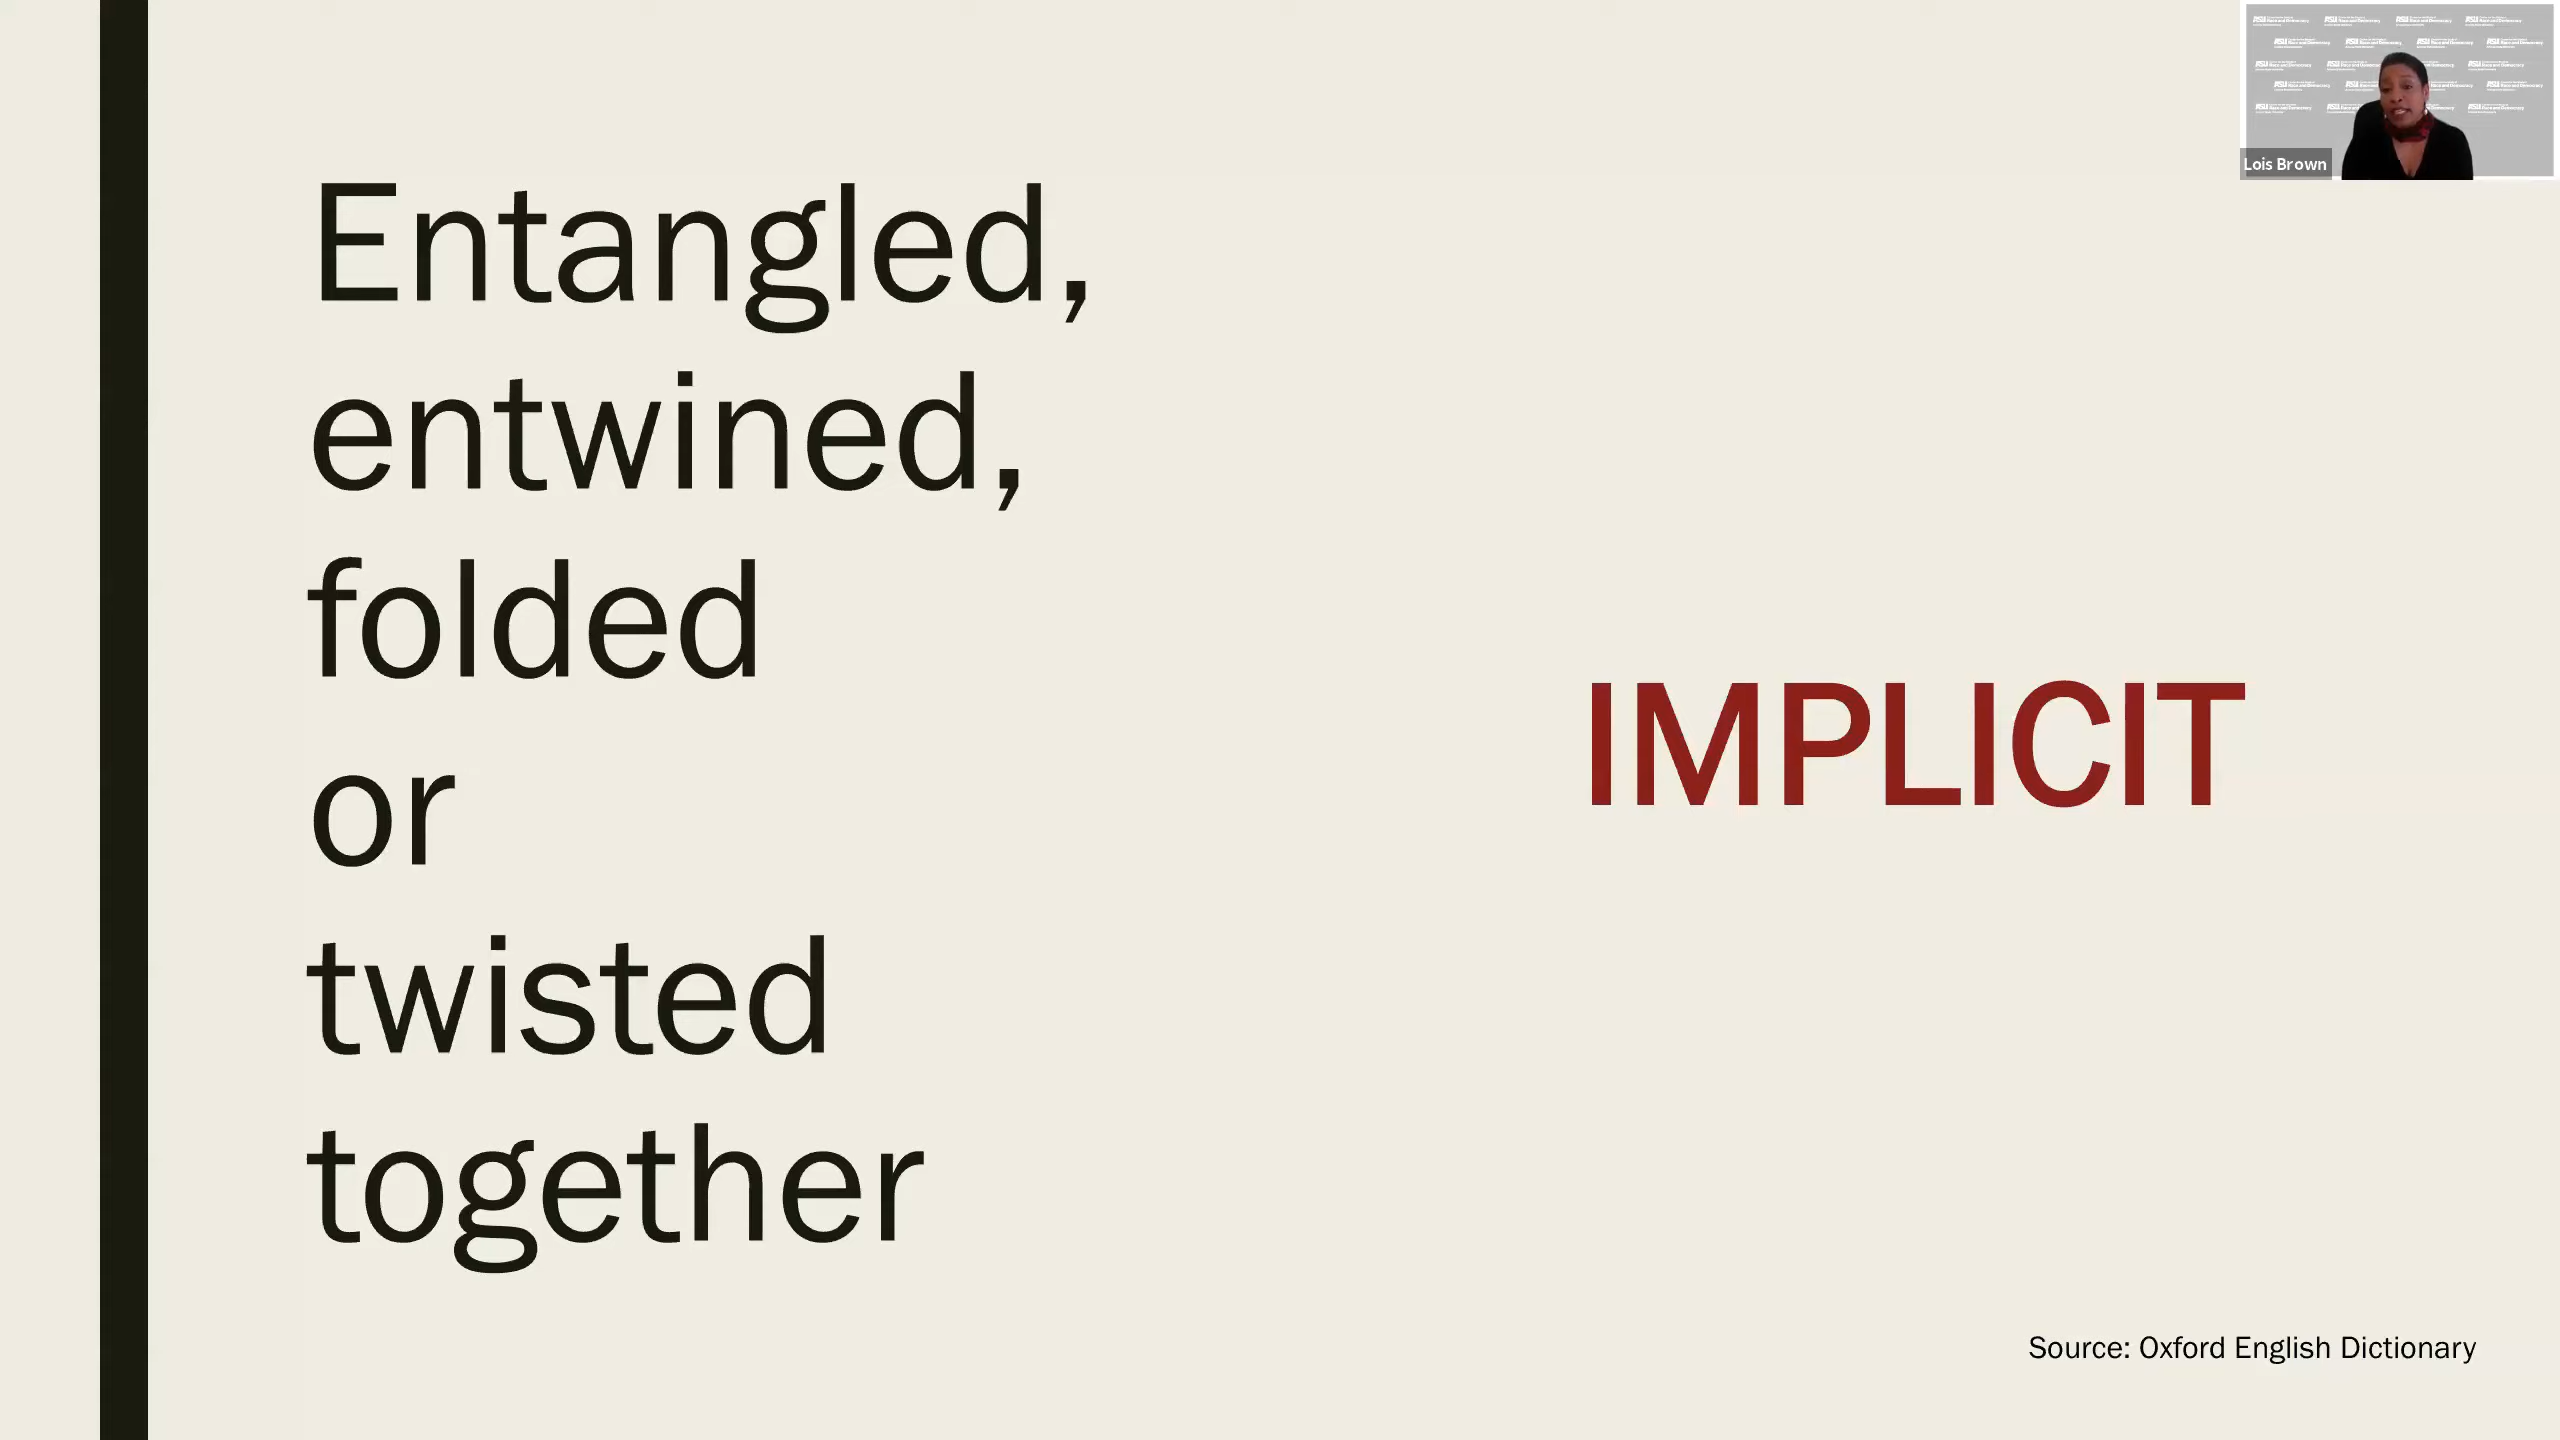 Entangled,
entwined,
folded
or
twisted
together
IMPLICIT
Source: Oxford English Dictionary
Lois Brown